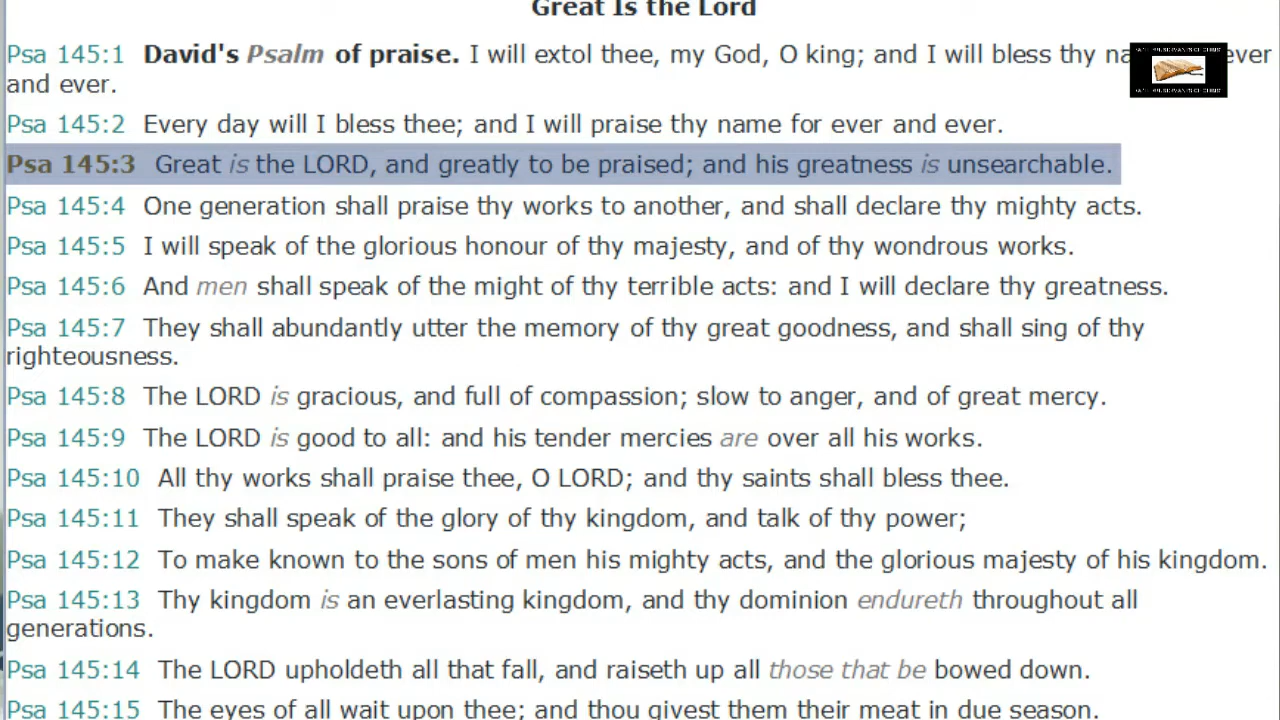 Great Is the Lord
Psa 145:1 David's Psalm of praise. I will extol thee, my God, O king; and I will bless thy ever
and ever.
Psa 145:2 Every day will I bless thee; and I will praise thy name for ever and ever.
Psa 145:3 Great is the LORD, and greatly to be praised; and his greatness is unsearchable.
Psa 145:4 One generation shall praise thy works to another, and shall declare thy mighty acts.
Psa 145:5 I will speak of the glorious honour of thy majesty, and of thy wondrous works.
Psa 145:6 And men shall speak of the might of thy terrible acts: and I will declare thy greatness.
Psa 145:7 They shall abundantly utter the memory of thy great goodness, and shall sing of thy
righteousness.
Psa 145:8 The LORD is gracious, and full of compassion; slow to anger, and of great mercy.
Psa 145:9 The LORD is good to all: and his tender mercies are over all his works.
Psa 145:10 All thy works shall praise thee, O LORD; and thy saints shall bless thee.
Psa 145:11 They shall speak of the glory of thy kingdom, and talk of thy power;
Psa 145:12 To make known to the sons of men his mighty acts, and the glorious majesty of his kingdom.
Psa 145:13 Thy kingdom is an everlasting kingdom, and thy dominion endureth throughout all
generations.
Psa 145:14 The LORD upholdeth all that fall, and raiseth up all those that be bowed down.
Psa 145:15 The eyes of all wait upon thee; and thou givest them their meat in due season.